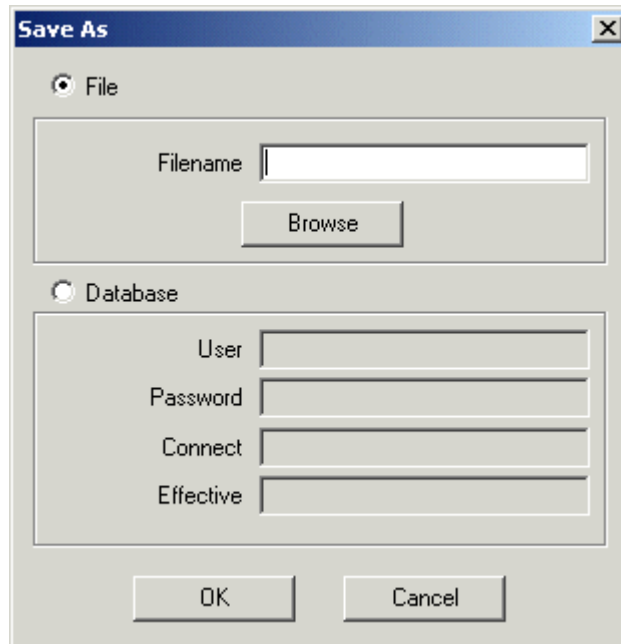 Save As
File
Filename
Browse
Database
User
Password
Connect
Effective
OK Cancel